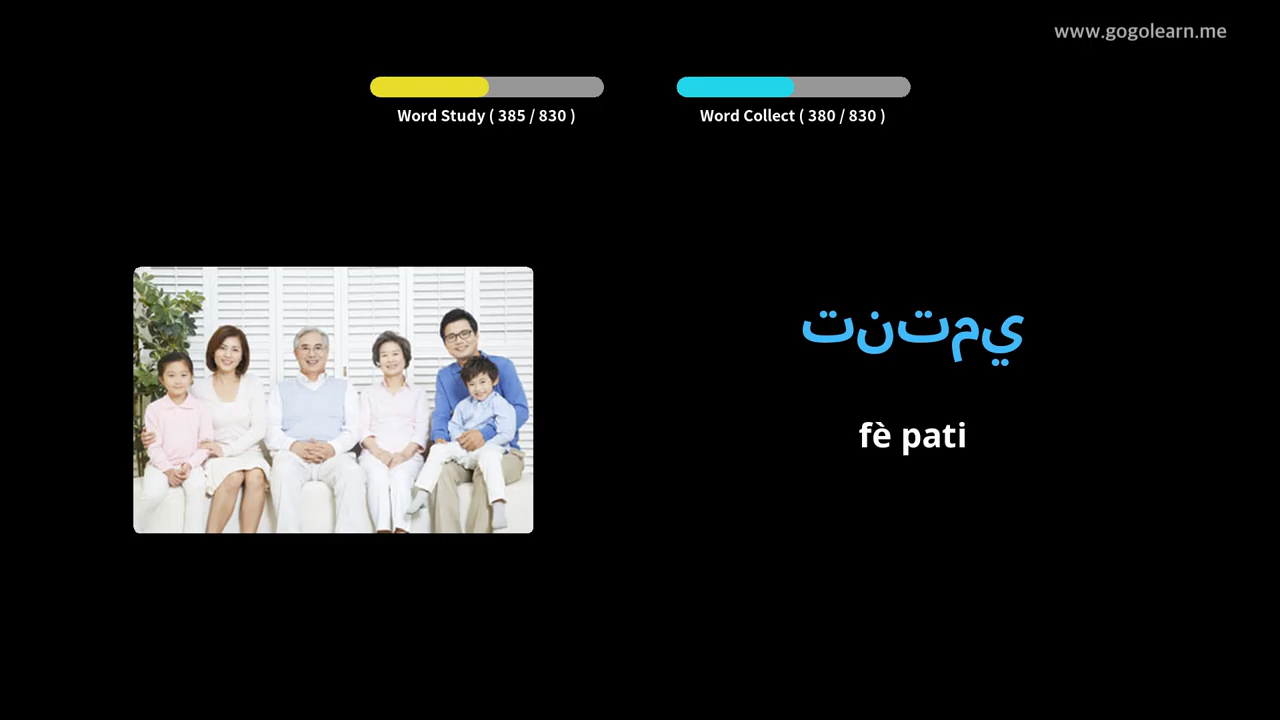 www.gogolearn.me
Word Study ( 385 / 830 )
Word Collect ( 380 / 830 )
تنتمي
fè pati